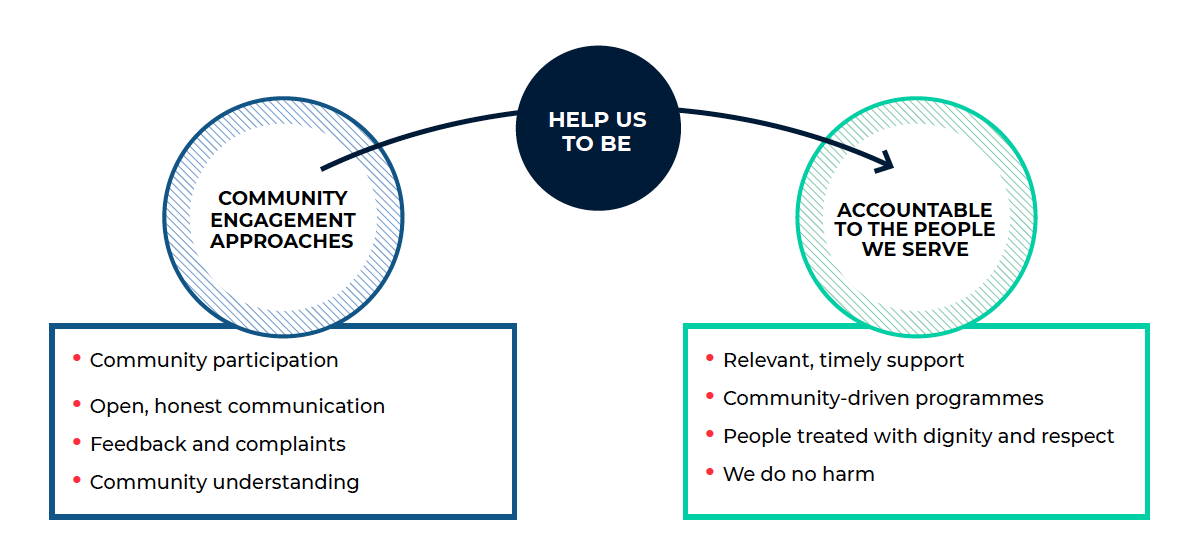 HELP US
TO BE
COMMUNITY
ENGAGEMENT
APPROACHES
ACCOUNTABLE
TO THE PEOPLE
WE SERVE
• Community participation
• Open, honest communication
• Feedback and complaints
• Community understanding
• Relevant, timely support
• Community-driven programmes
• People treated with dignity and respect
• We do no harm